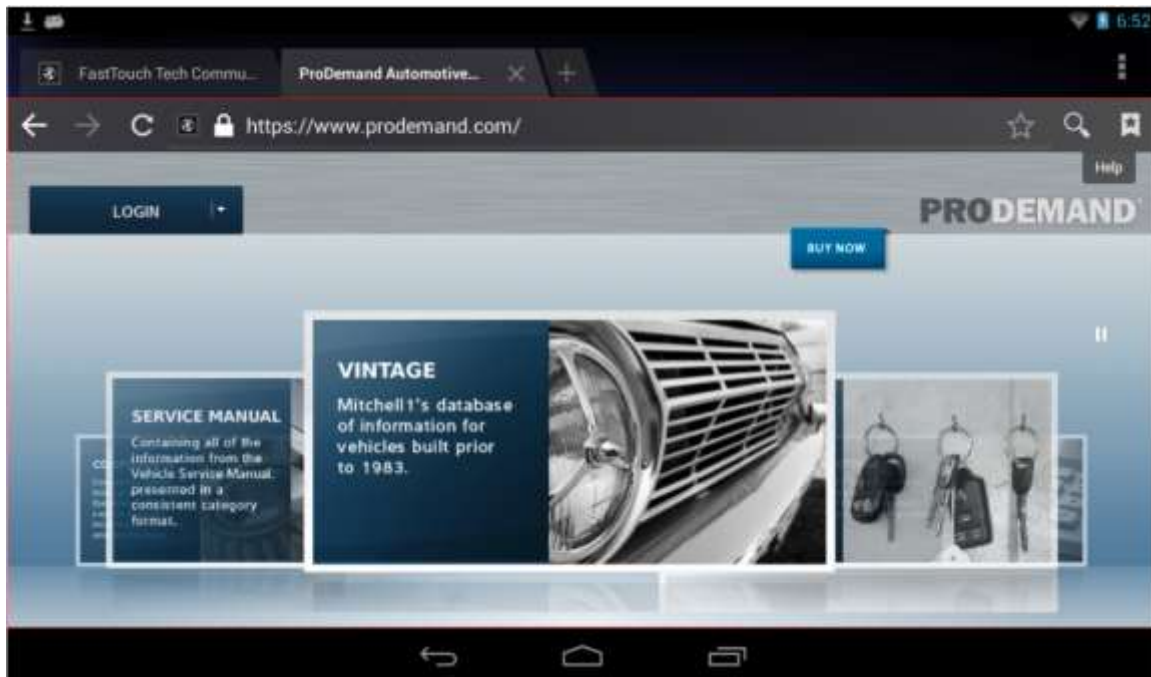 6:52
FastTouch Tech Commu...
ProDemand Automotive...
https://www.prodemand.com/
Help
LOGIN
PRODEMAND
BUY NOW
VINTAGE
Mitchell1's database
of information for
vehicles built prior
to 1983.
SERVICE MANUAL
Containing all of the
information from the
Vehicle Service Manual
presented in a
consistent category
format.